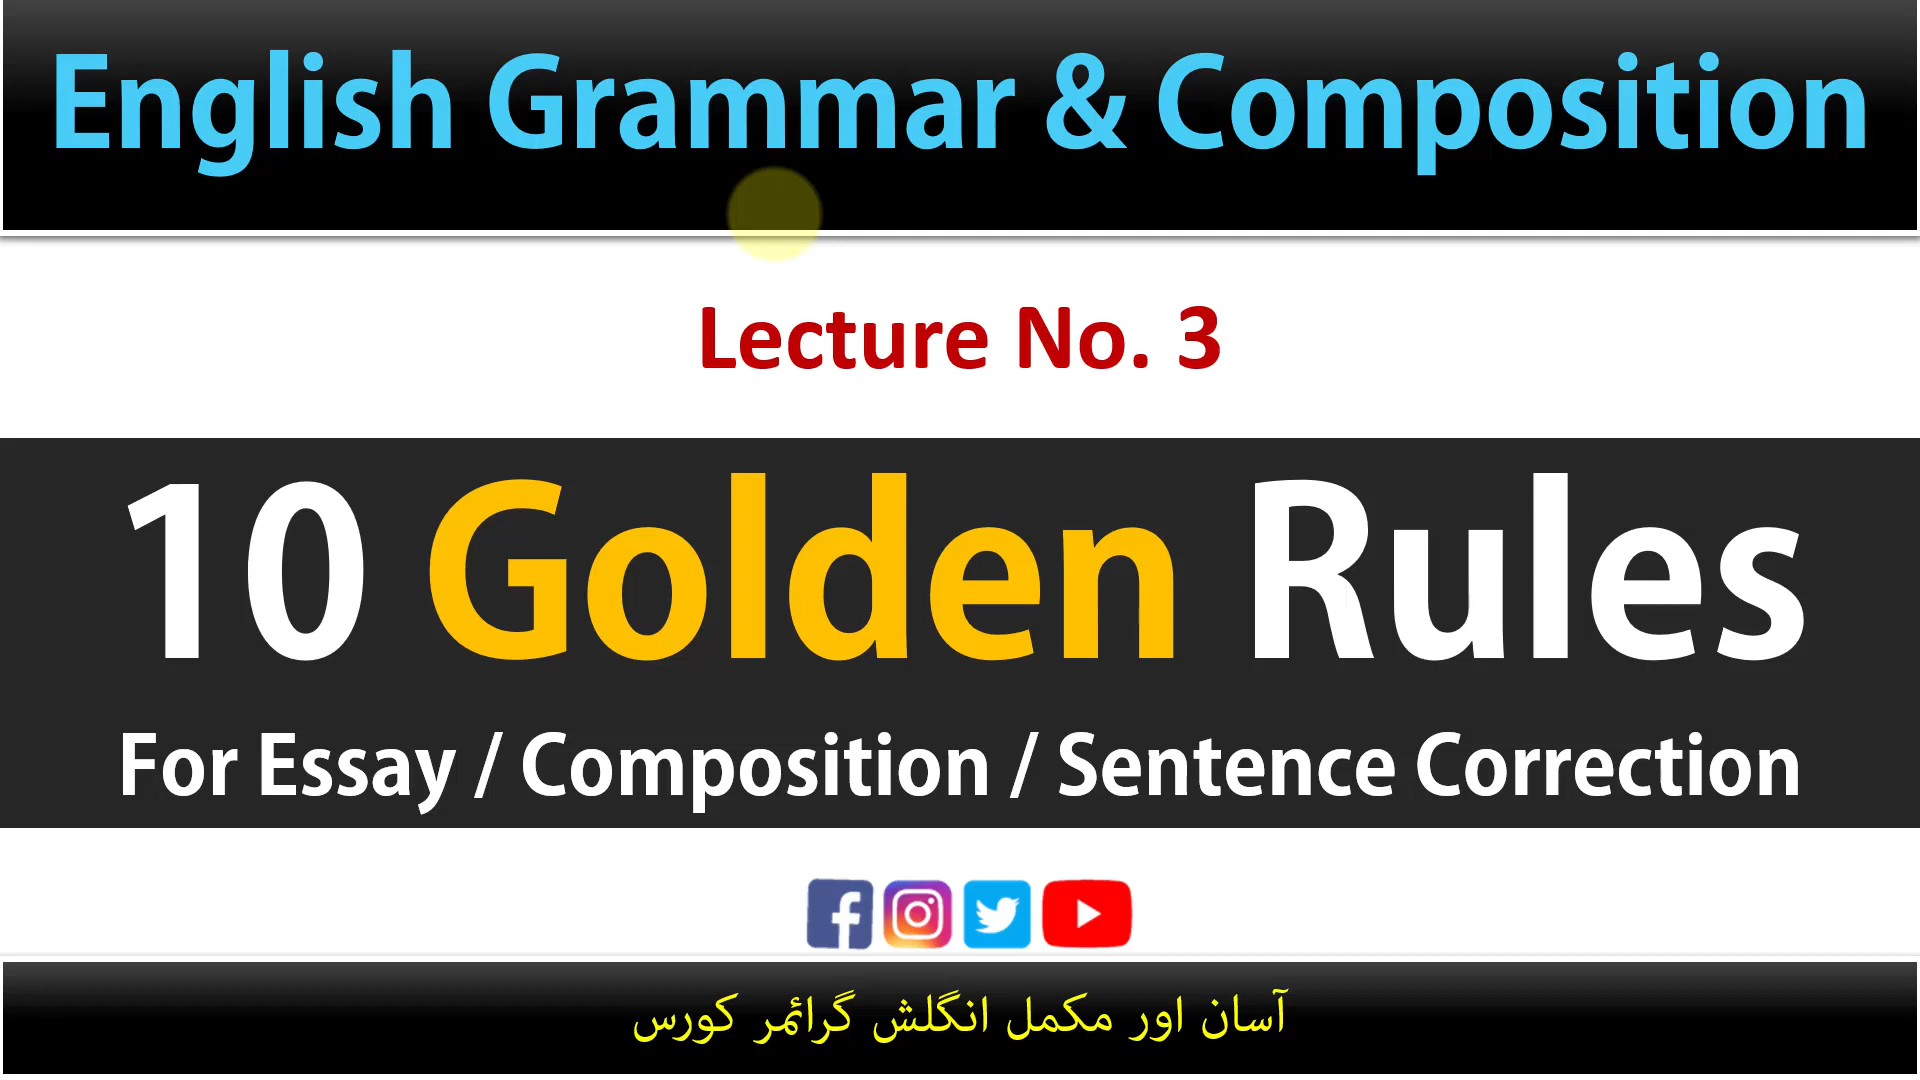 English Grammar & Composition
Lecture No. 3
10 Golden Rules
For Essay / Composition / Sentence Correction
آسان اور مکمل انگلش گرائمر کورس